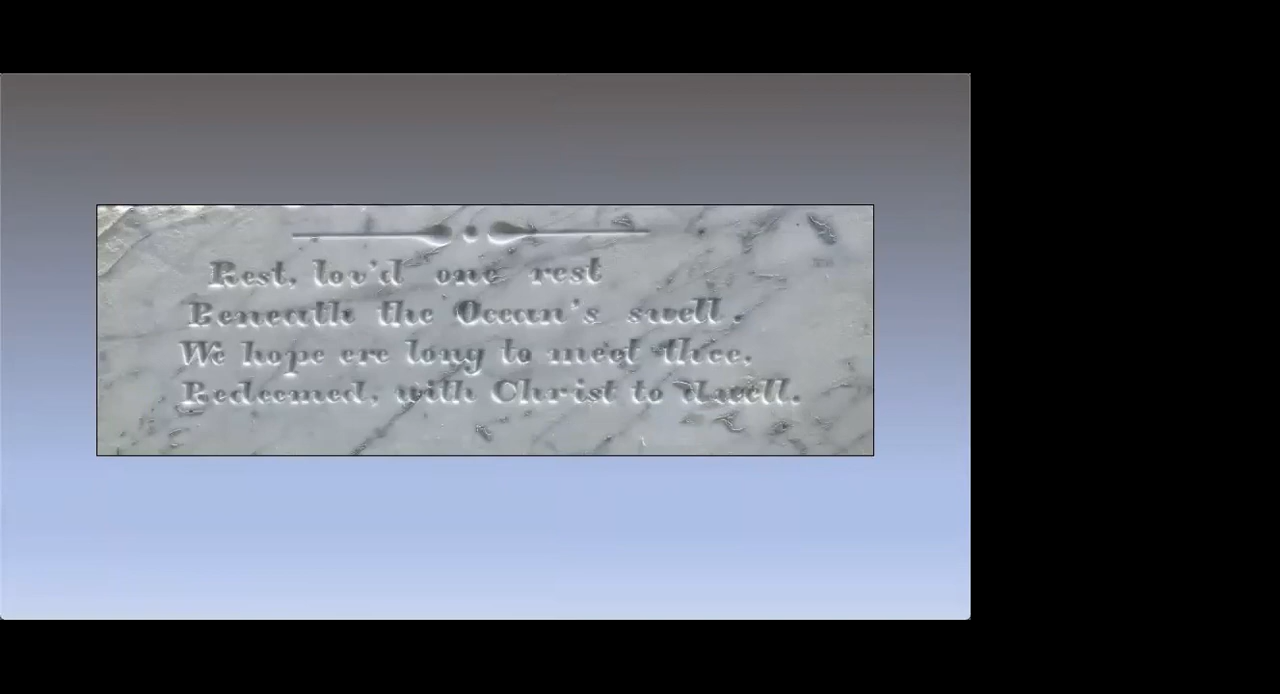 Rest, lov'd one rest
Beneath the Ocean's swell.
We hope ere long to meet thee.
Redeemed, with Christ to dwell.